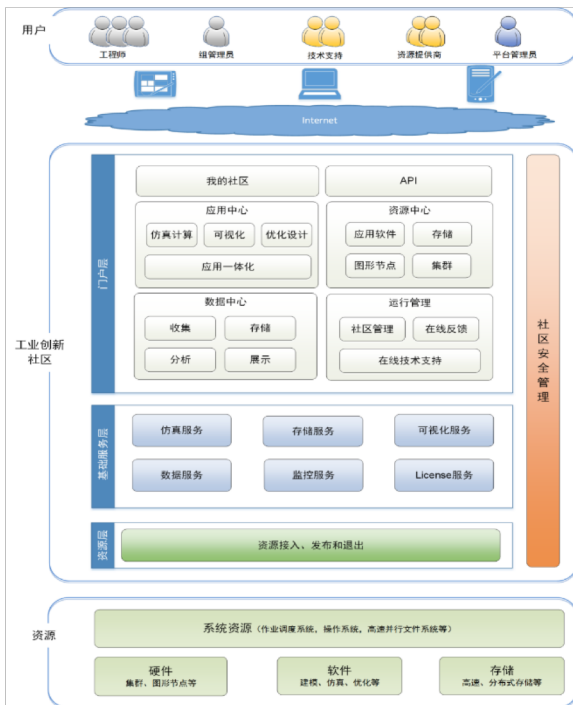 用户
工程师
组管理员
技术支持
资源提供商
平台管理员
Internet
工业创新
社区
门户层
我的社区
API
应用中心
仿真计算
可视化
优化设计
应用一体化
资源中心
应用软件
存储
图形节点
集群
数据中心
收集
存储
分析
展示
运行管理
社区管理
在线反馈
在线技术支持
基础服务层
仿真服务
存储服务
可视化服务
数据服务
监控服务
License服务
资源层
资源接入、发布和退出
社区安全管理
资源
系统资源（作业调度系统，操作系统，高速并行文件系统等）
硬件
集群、图形节点等
软件
建模、仿真、优化等
存储
高速、分布式存储等